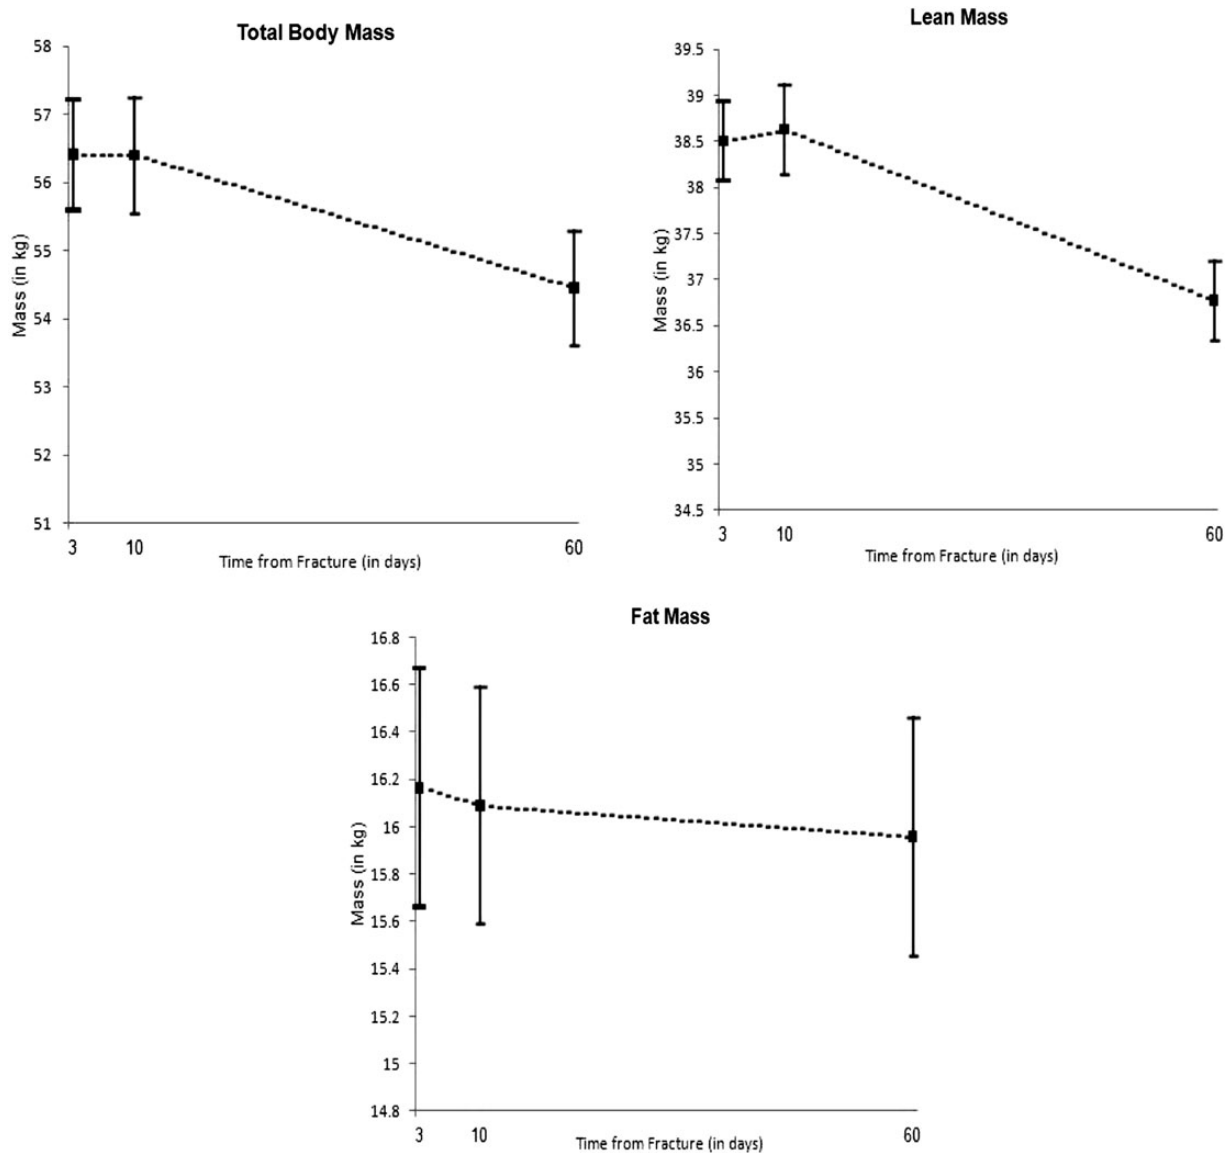 Total Body Mass
58
57
56
55
54
53
52
51
Mass (in kg)
3 10 60
Time from Fracture (in days)
Lean Mass
39.5
39
38.5
38
37.5
37
36.5
36
35.5
35
34.5
Mass (in kg)
3 10 60
Time from Fracture (in days)
Fat Mass
16.8
16.6
16.4
16.2
16
15.8
15.6
15.4
15.2
15
14.8
Mass (in kg)
3 10 60
Time from Fracture (in days)